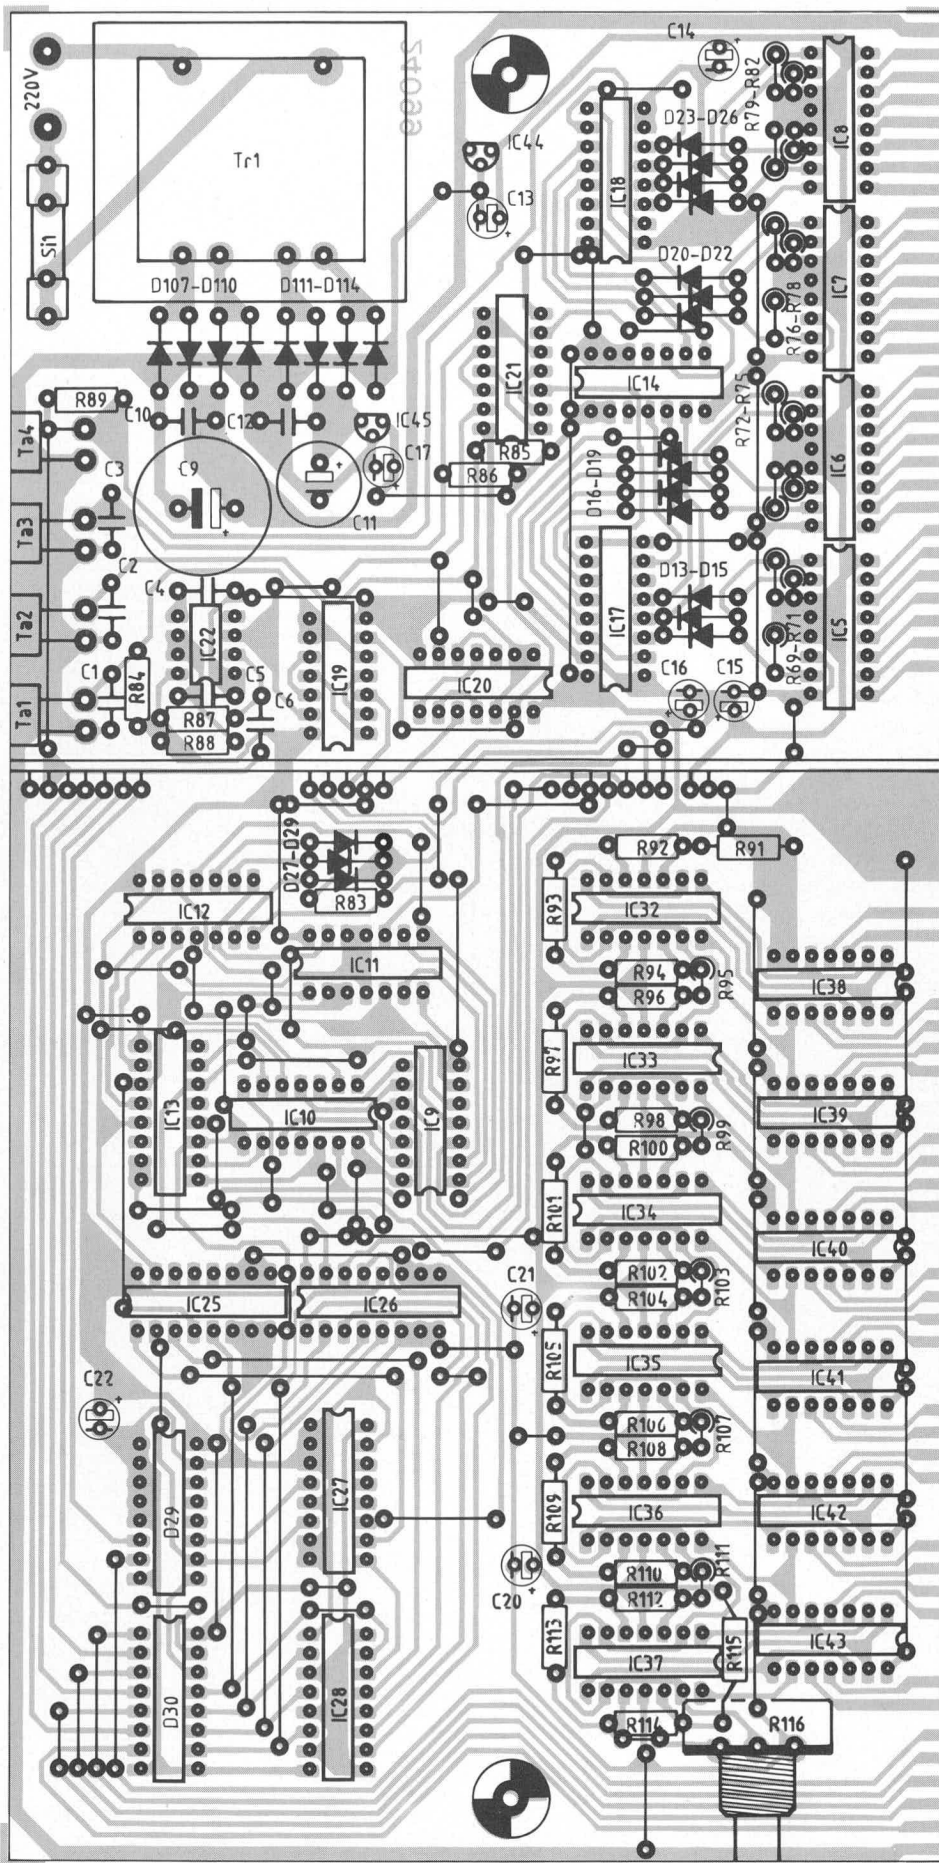 220V
Si1
Tr1
24099
D107-D110
D111-D114
IC44
C13
C14
D23-D26
R79-R82
IC18
IC8
D20-D22
R76-R78
IC7
IC21
IC14
R72-R75
R89
C10
C12
IC45
C17
R85
R86
D16-D19
IC6
Ta4
C3
C9
C11
Ta3
C2
C4
IC17
D13-D15
R69-R71
IC5
Ta2
IC22
IC19
IC20
C16
C15
C1
R84
C5
C6
Ta1
R87
R88
D27-D29
R83
R92
R91
IC12
R93
IC32
IC11
R94
R95
R96
IC38
R97
IC33
IC13
IC10
IC9
IC39
R98
R99
R100
R101
IC34
IC40
R102
R103
R104
C21
IC25
IC26
R105
IC35
IC41
C22
R106
R107
R108
D29
IC27
R109
IC36
IC42
C20
R110
R111
R112
R113
R115
IC43
IC37
D30
IC28
R114
R116